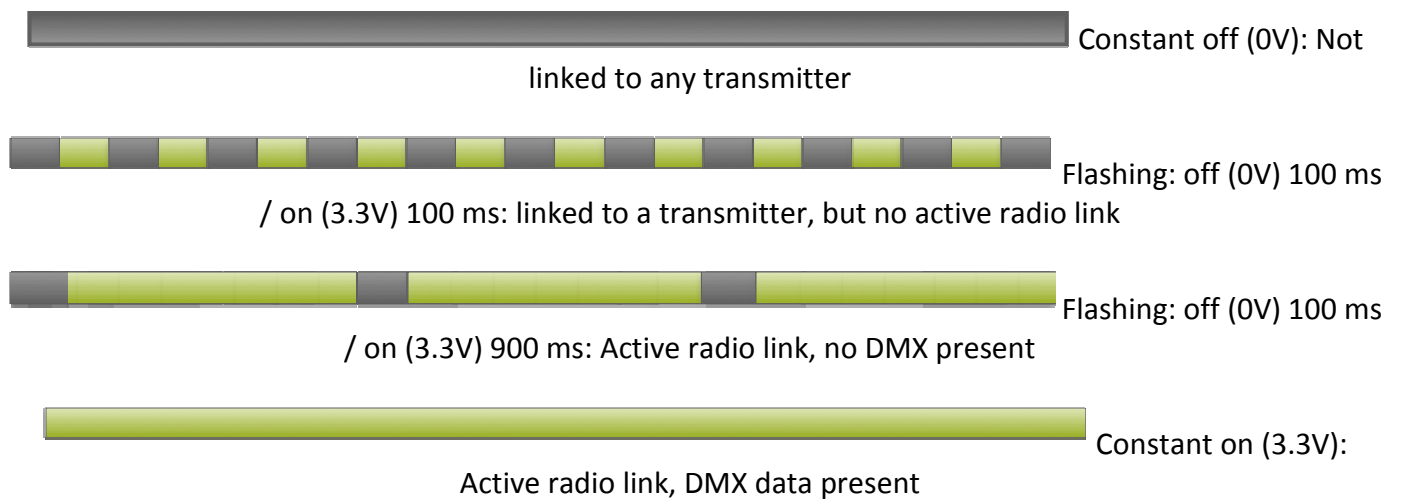 Constant off (0V): Not
linked to any transmitter
Flashing: off (0V) 100 ms
/ on (3.3V) 100 ms: linked to a transmitter, but no active radio link
Flashing: off (0V) 100 ms
/ on (3.3V) 900 ms: Active radio link, no DMX present
Constant on (3.3V):
Active radio link, DMX data present